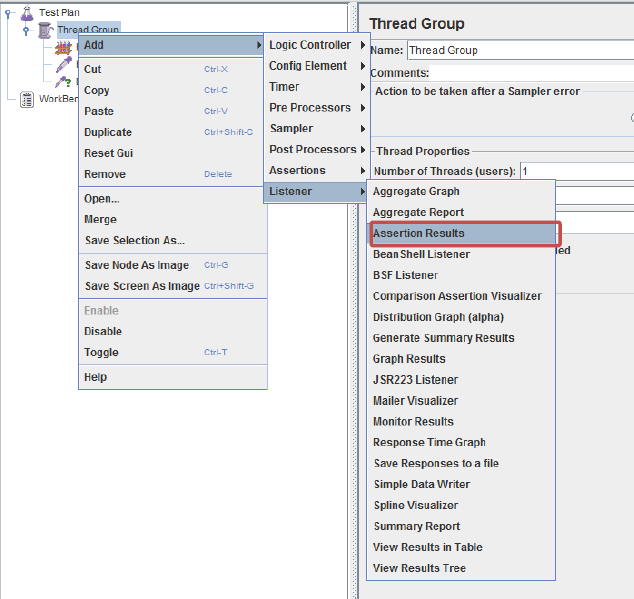 Test Plan
Thread Group
WorkBen
Add
Cut Ctrl-X
Copy Ctrl-C
Paste Ctrl-V
Duplicate Ctrl+Shift-C
Reset Gui
Remove Delete
Open...
Merge
Save Selection As...
Save Node As Image Ctrl-G
Save Screen As Image Ctrl+Shift-G
Enable
Disable
Toggle Ctrl-T
Help
Logic Controller
Config Element
Timer
Pre Processors
Sampler
Post Processors
Assertions
Listener
Aggregate Graph
Aggregate Report
Assertion Results
BeanShell Listener
BSF Listener
Comparison Assertion Visualizer
Distribution Graph (alpha)
Generate Summary Results
Graph Results
JSR223 Listener
Mailer Visualizer
Monitor Results
Response Time Graph
Save Responses to a file
Simple Data Writer
Spline Visualizer
Summary Report
View Results in Table
View Results Tree
Thread Group
Name: Thread Group
Comments:
Action to be taken after a Sampler error
Thread Properties
Number of Threads (users): 1
led